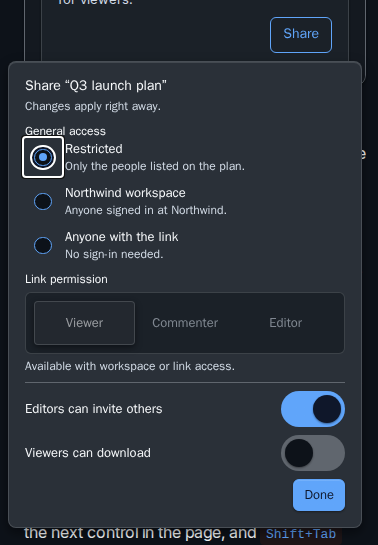 for viewers.
Share
Share “Q3 launch plan”
Changes apply right away.
General access
Restricted
Only the people listed on the plan.
Northwind workspace
Anyone signed in at Northwind.
Anyone with the link
No sign-in needed.
Link permission
Viewer Commenter Editor
Available with workspace or link access.
Editors can invite others
Viewers can download
Done
the next control in the page, and Shift+Tab